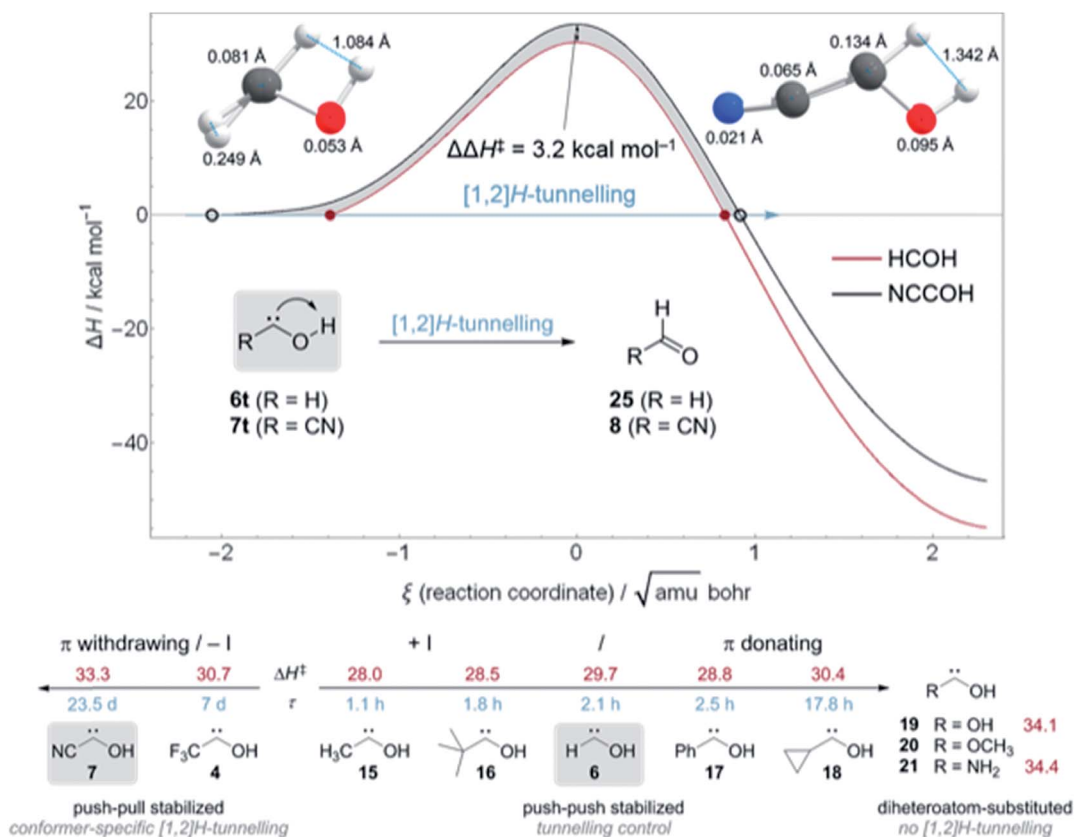 0.081 Å
1.084 Å
0.249 Å
0.053 Å
0.134 Å
0.065 Å
1.342 Å
0.021 Å
0.095 Å
ΔΔH‡ = 3.2 kcal mol⁻¹
[1,2]H-tunnelling
HCOH
NCCOH
20
0
−20
−40
ΔH / kcal mol⁻¹
R
O
H
[1,2]H-tunnelling
H
R
O
6t (R = H)
7t (R = CN)
25 (R = H)
8 (R = CN)
−2
−1
0
1
2
ξ (reaction coordinate) / √amu bohr
π withdrawing / – I
+ I
/
π donating
33.3
30.7
ΔH‡
28.0
28.5
29.7
28.8
30.4
23.5 d
7 d
τ
1.1 h
1.8 h
2.1 h
2.5 h
17.8 h
NC OH
F₃C OH
H₃C OH
OH
H OH
Ph OH
OH
7
4
15
16
6
17
18
R OH
19 R = OH 34.1
20 R = OCH₃
21 R = NH₂ 34.4
push-pull stabilized
conformer-specific [1,2]H-tunnelling
push-push stabilized
tunnelling control
diheteroatom-substituted
no [1,2]H-tunnelling